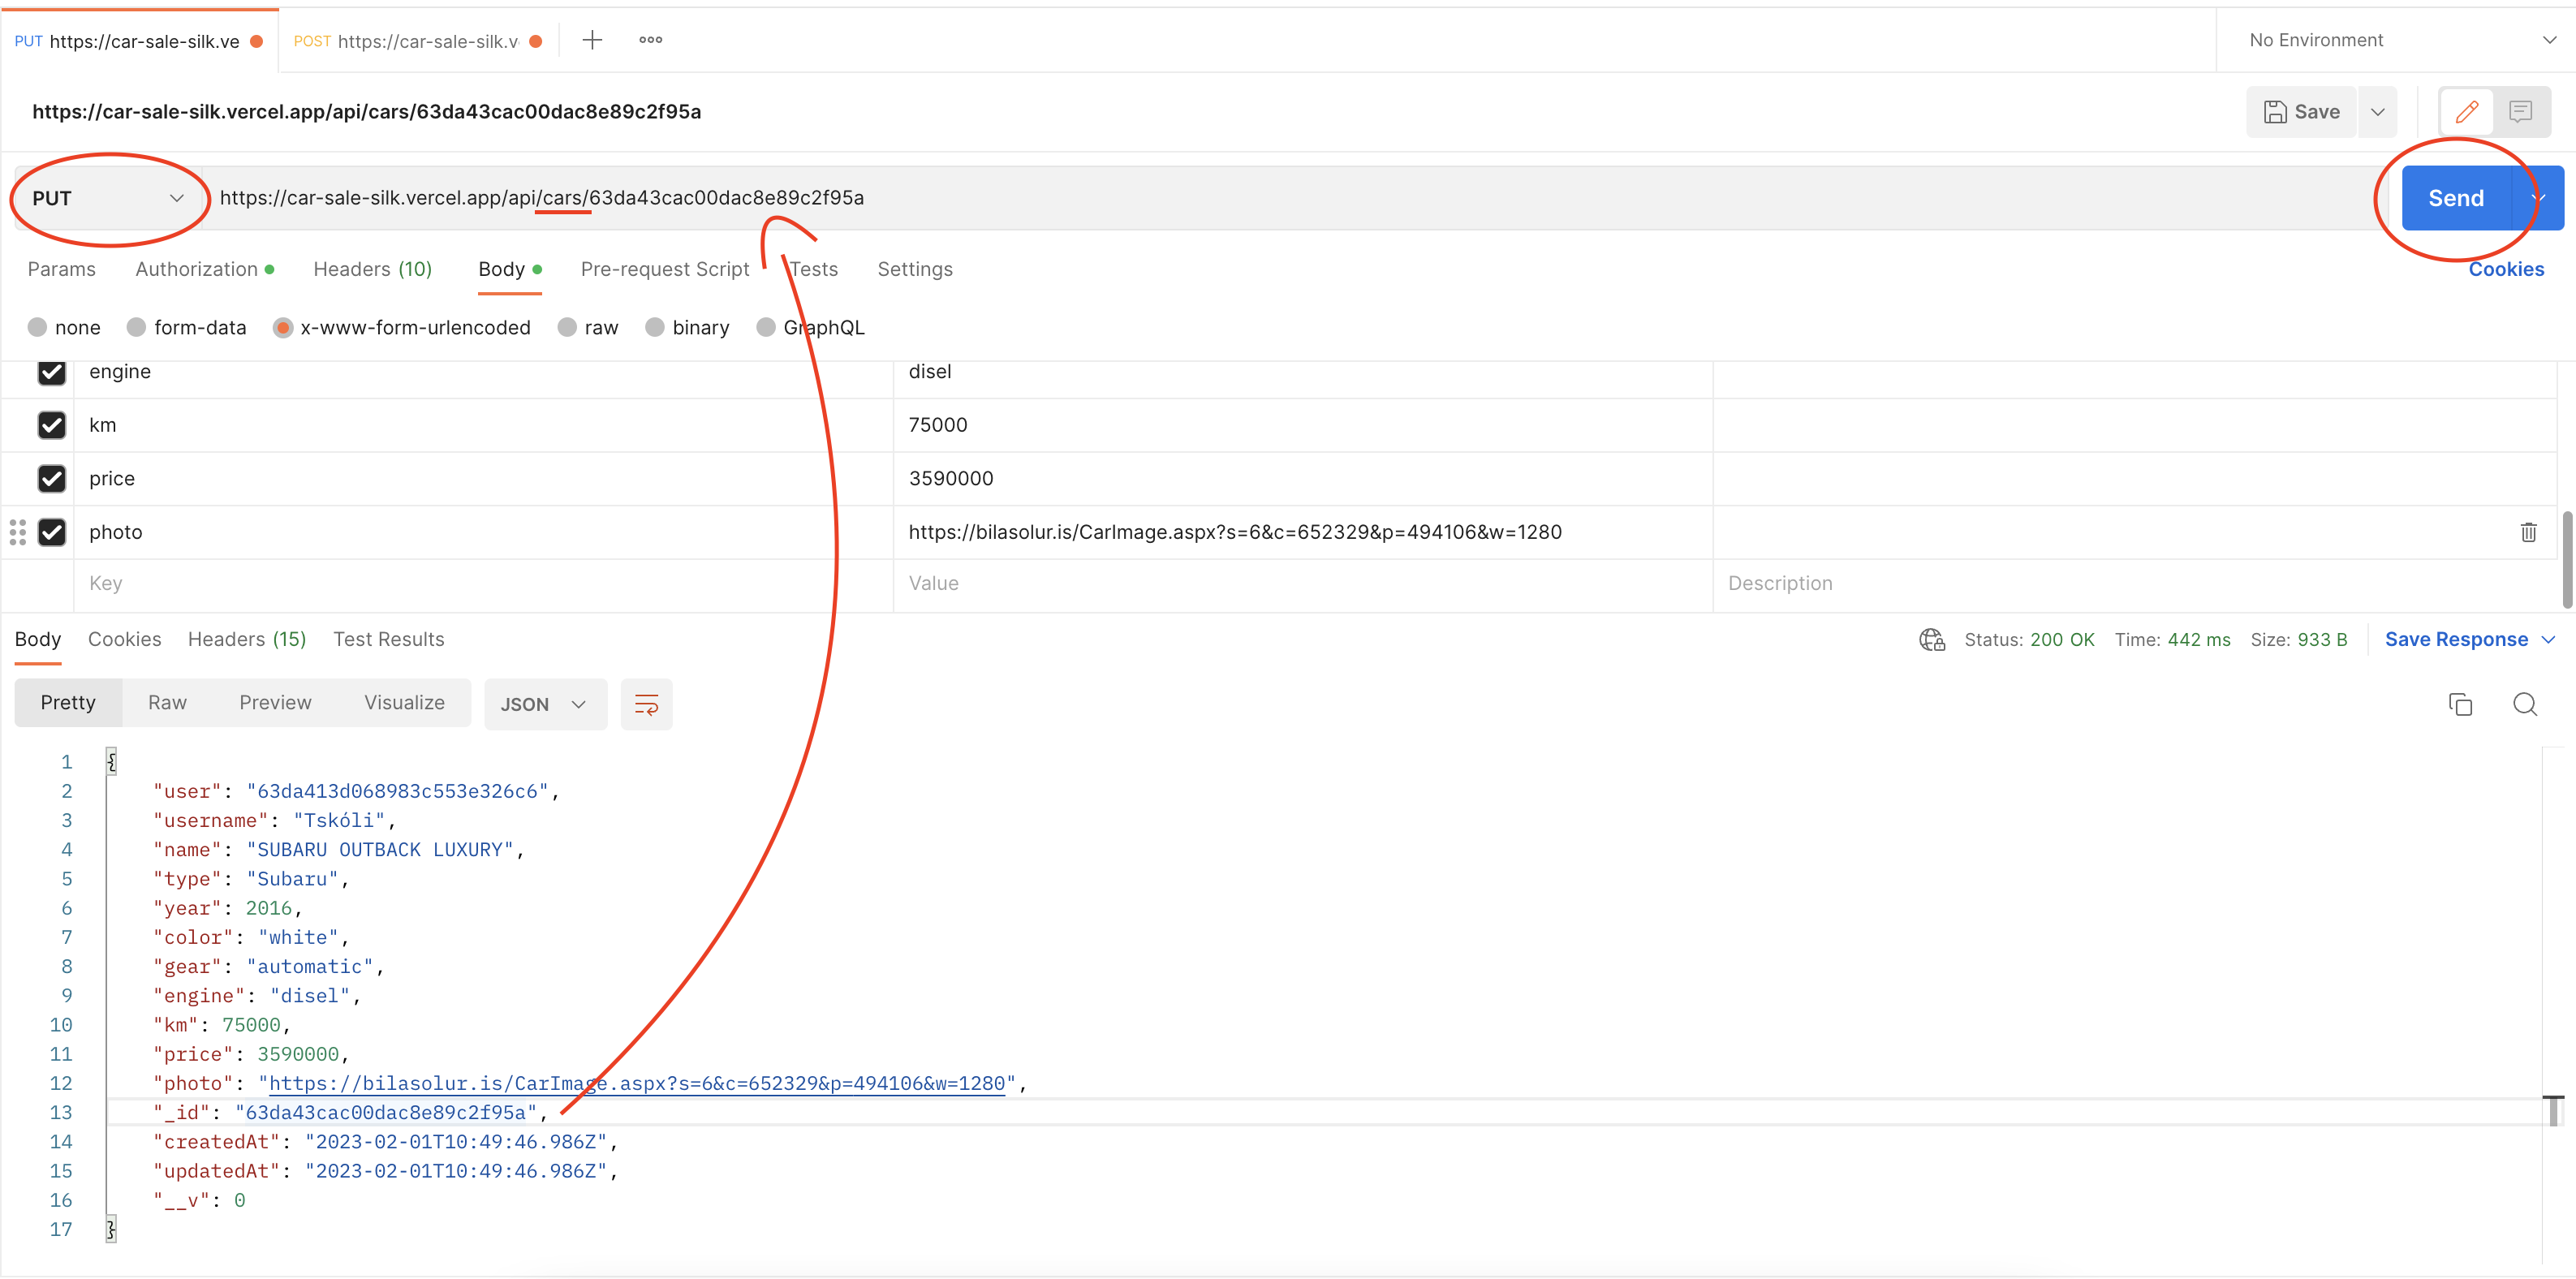 PUT https://car-sale-silk.ve POST https://car-sale-silk.v No Environment
https://car-sale-silk.vercel.app/api/cars/63da43cac00dac8e89c2f95a Save
PUT https://car-sale-silk.vercel.app/api/cars/63da43cac00dac8e89c2f95a Send
Params Authorization Headers (10) Body Pre-request Script Tests Settings Cookies
none form-data x-www-form-urlencoded raw binary GraphQL
engine disel
km 75000
price 3590000
photo https://bilasolur.is/CarImage.aspx?s=6&c=652329&p=494106&w=1280
Key Value Description
Body Cookies Headers (15) Test Results Status: 200 OK Time: 442 ms Size: 933 B Save Response
Pretty Raw Preview Visualize JSON
1 {
2 "user": "63da413d068983c553e326c6",
3 "username": "Tskóli",
4 "name": "SUBARU OUTBACK LUXURY",
5 "type": "Subaru",
6 "year": 2016,
7 "color": "white",
8 "gear": "automatic",
9 "engine": "disel",
10 "km": 75000,
11 "price": 3590000,
12 "photo": "https://bilasolur.is/CarImage.aspx?s=6&c=652329&p=494106&w=1280",
13 "_id": "63da43cac00dac8e89c2f95a",
14 "createdAt": "2023-02-01T10:49:46.986Z",
15 "updatedAt": "2023-02-01T10:49:46.986Z",
16 "__v": 0
17 }